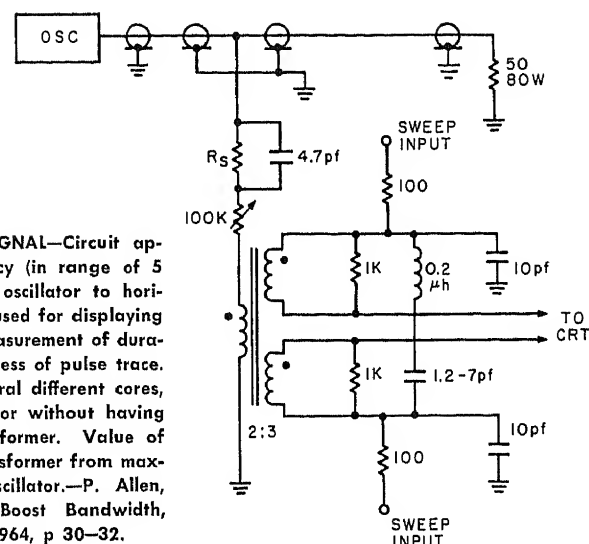 OSC
50
80W
SWEEP
INPUT
RS
4.7pf
100
100K
1K
0.2
μh
10pf
TO
CRT
1K
1.2-7pf
2:3
10pf
100
SWEEP
INPUT
GNAL—Circuit ap-
cy (in range of 5
oscillator to hori-
used for displaying
asurement of dura-
ess of pulse trace.
ral different cores,
or without having
former. Value of
sformer from max-
scillator.—P. Allen,
Boost Bandwidth,
964, p 30–32.